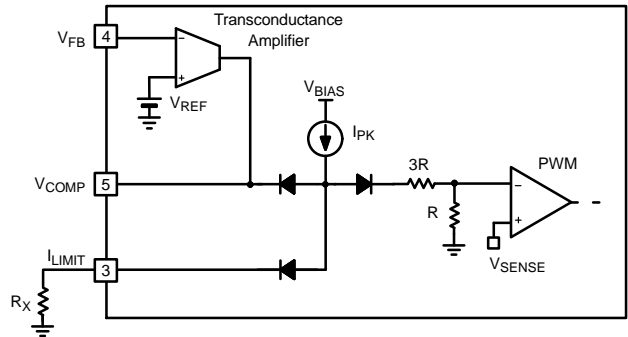 Transconductance
Amplifier
VFB
4
−
+
VREF
VBIAS
IPK
3R
PWM
VCOMP
5
R
−
+
VSENSE
ILIMIT
3
RX